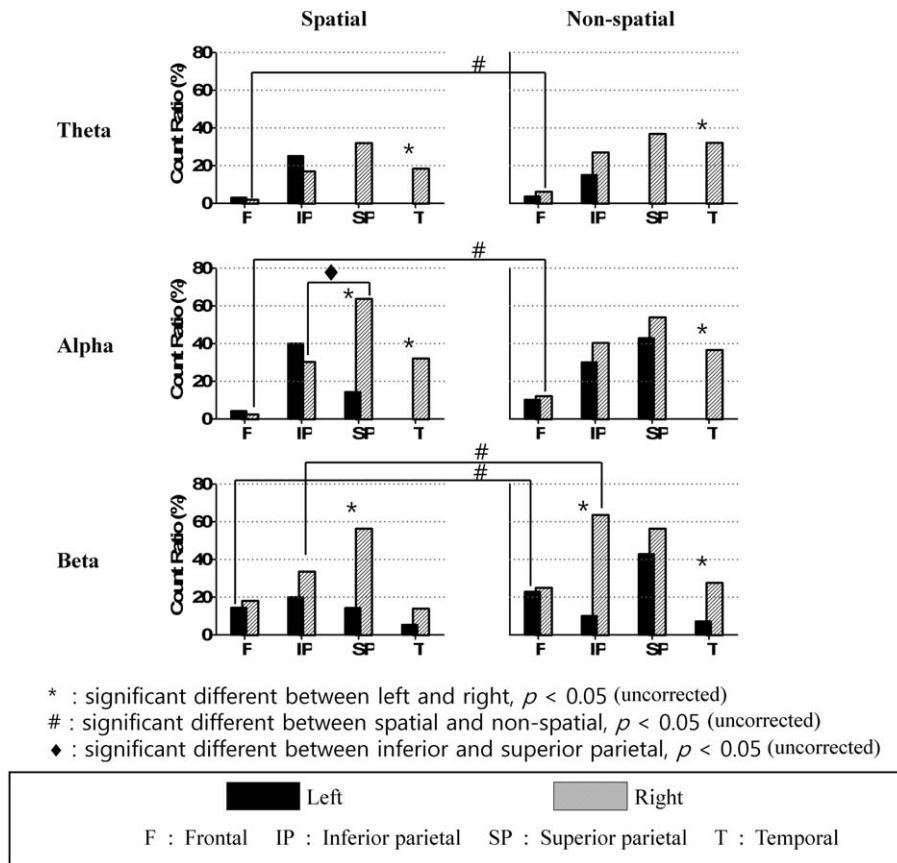 Spatial Non-spatial
Theta
Count Ratio (%)
80
60
40
20
0
#
*
*
F IP SP T
F IP SP T
Alpha
Count Ratio (%)
80
60
40
20
0
#
♦
*
*
*
F IP SP T
F IP SP T
Beta
Count Ratio (%)
80
60
40
20
0
#
#
*
*
*
F IP SP T
F IP SP T
* : significant different between left and right, p < 0.05 (uncorrected)
# : significant different between spatial and non-spatial, p < 0.05 (uncorrected)
♦ : significant different between inferior and superior parietal, p < 0.05 (uncorrected)
Left Right
F : Frontal IP : Inferior parietal SP : Superior parietal T : Temporal